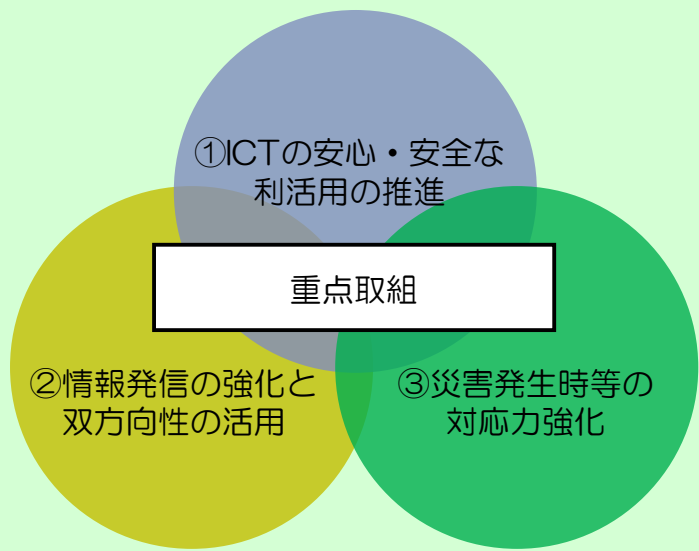 ①ICTの安心・安全な
利活用の推進
重点取組
②情報発信の強化と
双方向性の活用
③災害発生時等の
対応力強化